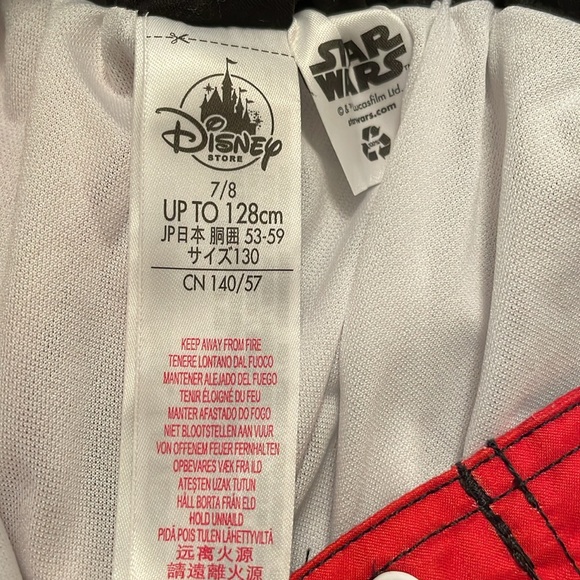 Disney
STORE
7/8
UP TO 128cm
JP日本 胴囲 53-59
サイズ130
CN 140/57
KEEP AWAY FROM FIRE
TENERE LONTANO DAL FUOCO
MANTENER ALEJADO DEL FUEGO
TENIR ÉLOIGNÉ DU FEU
MANTER AFASTADO DO FOGO
NIET BLOOTSTELLEN AAN VUUR
VON OFFENEM FEUER FERNHALTEN
OPBEVARES VÆK FRA ILD
ATEŞTEN UZAK TUTUN
HÅLL BORTA FRÅN ELD
HOLD UNNAILD
PIDÄ POIS TULEN LÄHETTYVILTÄ
远离火源
請遠離火源
STAR
WARS
© & Lucasfilm Ltd.
starwars.com